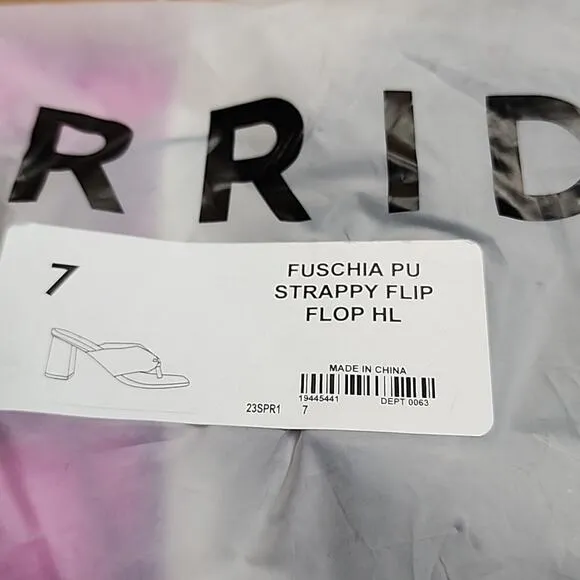 RRID
7
FUSCHIA PU
STRAPPY FLIP
FLOP HL
MADE IN CHINA
19445441 DEPT 0063
23SPR1 7